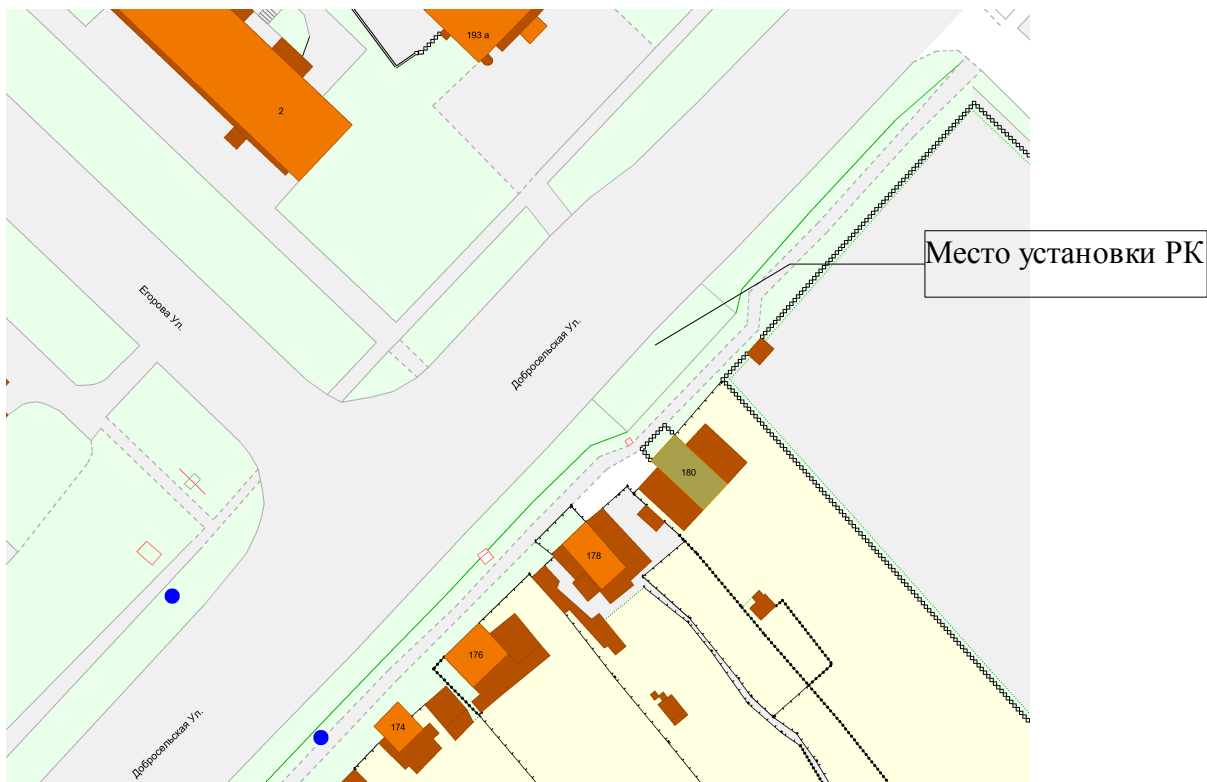 193 а
2
Место установки РК
Егорова Ул.
Добросельская Ул.
180
178
176
174
Добросельская Ул.